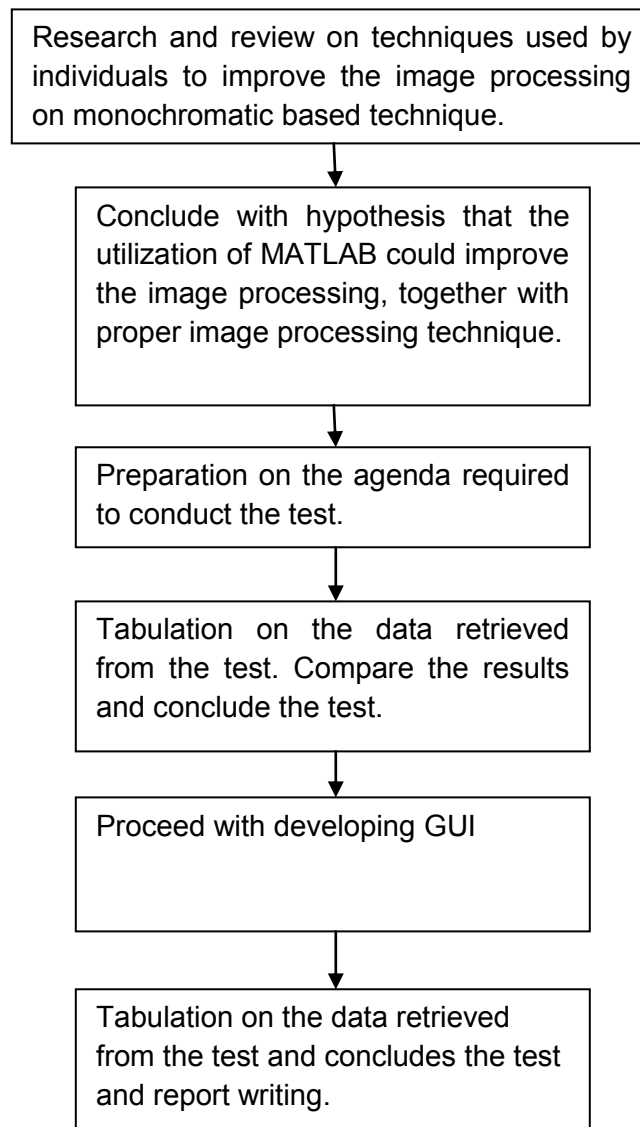 Research and review on techniques used by
individuals to improve the image processing
on monochromatic based technique.
Conclude with hypothesis that the
utilization of MATLAB could improve
the image processing, together with
proper image processing technique.
Preparation on the agenda required
to conduct the test.
Tabulation on the data retrieved
from the test. Compare the results
and conclude the test.
Proceed with developing GUI
Tabulation on the data retrieved
from the test and concludes the test
and report writing.